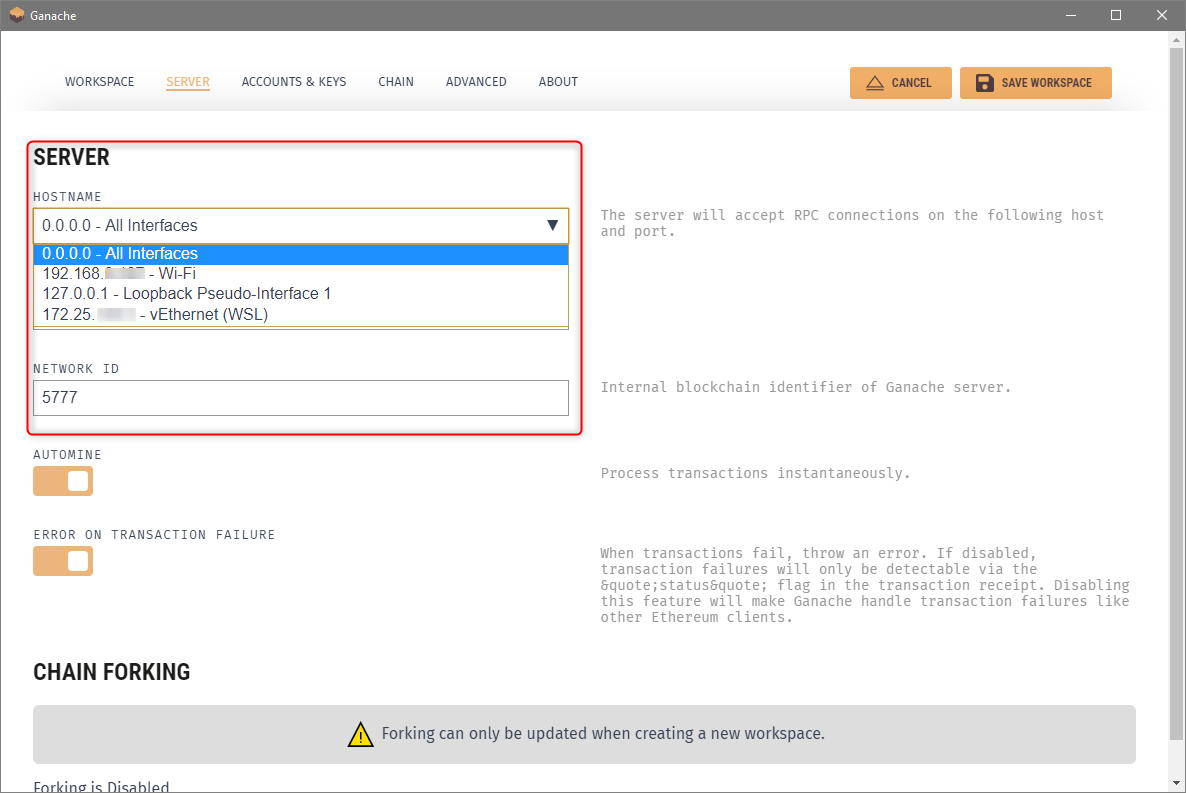 Ganache
WORKSPACE SERVER ACCOUNTS & KEYS CHAIN ADVANCED ABOUT CANCEL SAVE WORKSPACE
SERVER
HOSTNAME
0.0.0.0 - All Interfaces
0.0.0.0 - All Interfaces
192.168. - Wi-Fi
127.0.0.1 - Loopback Pseudo-Interface 1
172.25. - vEthernet (WSL)
The server will accept RPC connections on the following host
and port.
NETWORK ID
5777
Internal blockchain identifier of Ganache server.
AUTOMINE
Process transactions instantaneously.
ERROR ON TRANSACTION FAILURE
When transactions fail, throw an error. If disabled,
transaction failures will only be detectable via the
&quote;status&quote; flag in the transaction receipt. Disabling
this feature will make Ganache handle transaction failures like
other Ethereum clients.
CHAIN FORKING
Forking can only be updated when creating a new workspace.
Forking is Disabled